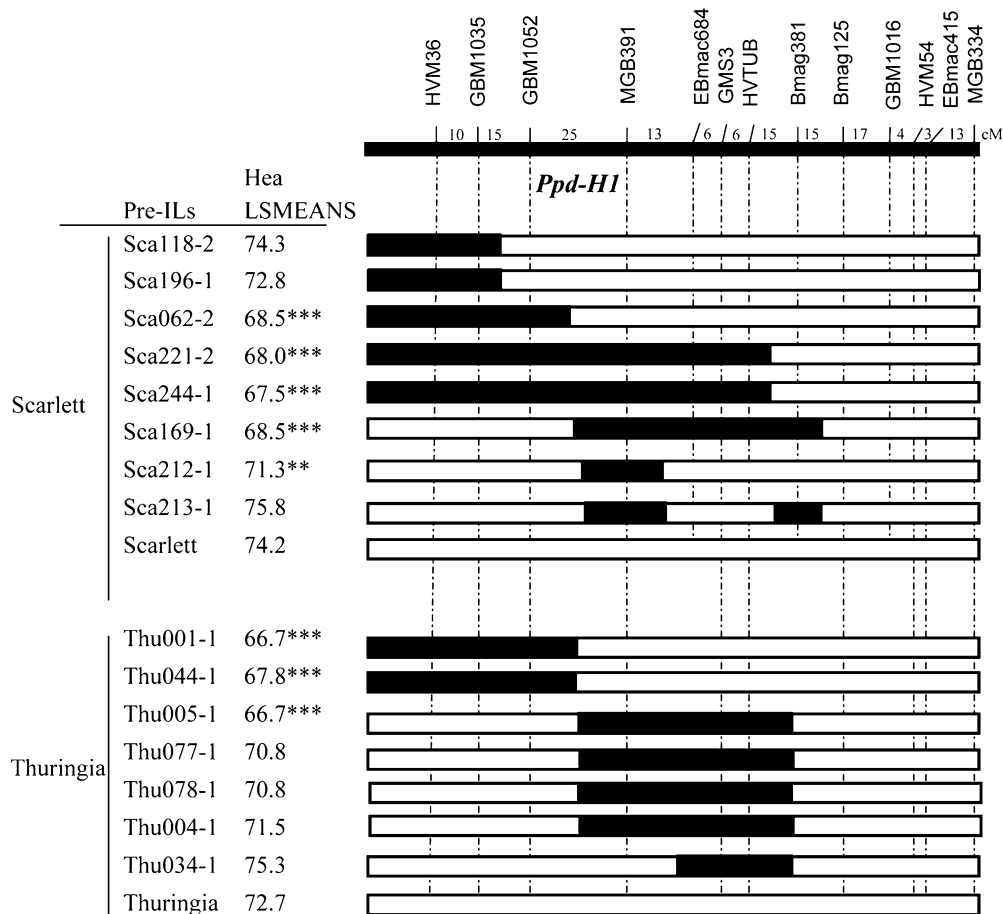 HVM36 GBM1035 GBM1052 MGB391 EBmac684 GMS3 HVTUB Bmag381 Bmag125 GBM1016 HVM54 EBmac415 MGB334
10 15 25 13 6 6 15 15 17 4 3 13 cM
Ppd-H1
Hea
Pre-ILs LSMEANS
Sca118-2 74.3
Sca196-1 72.8
Sca062-2 68.5***
Sca221-2 68.0***
Sca244-1 67.5***
Scarlett
Sca169-1 68.5***
Sca212-1 71.3**
Sca213-1 75.8
Scarlett 74.2
Thu001-1 66.7***
Thu044-1 67.8***
Thu005-1 66.7***
Thu077-1 70.8
Thuringia
Thu078-1 70.8
Thu004-1 71.5
Thu034-1 75.3
Thuringia 72.7